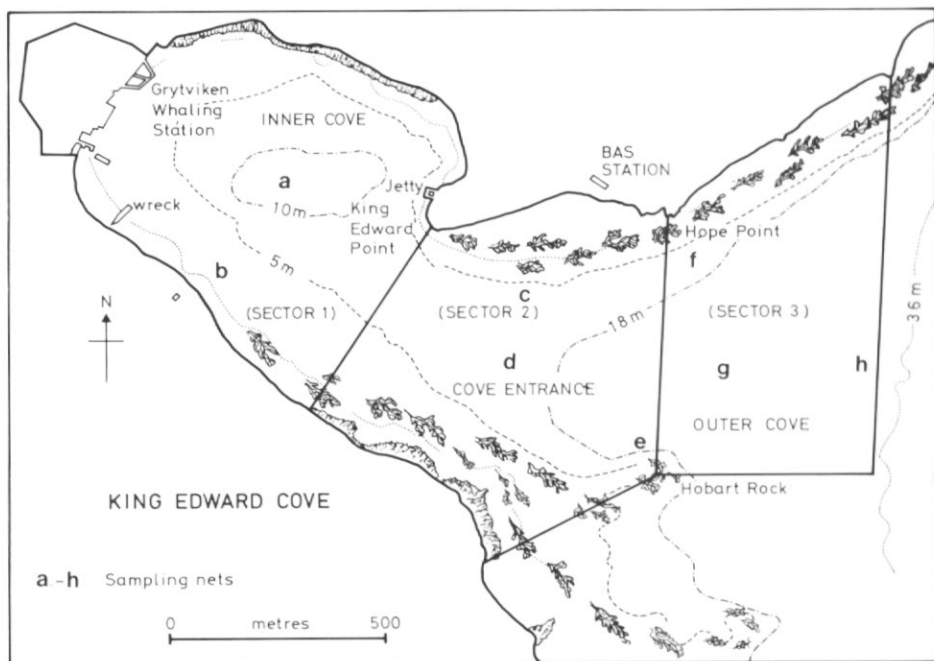 Grytviken
Whaling
Station
INNER COVE
a
10m
Jetty
King
Edward
Point
BAS
STATION
wreck
b
5m
N
(SECTOR 1)
c
(SECTOR 2)
d
COVE ENTRANCE
e
Hope Point
f
18m
(SECTOR 3)
g
h
36m
OUTER COVE
Hobart Rock
KING EDWARD COVE
a - h Sampling nets
0 metres 500